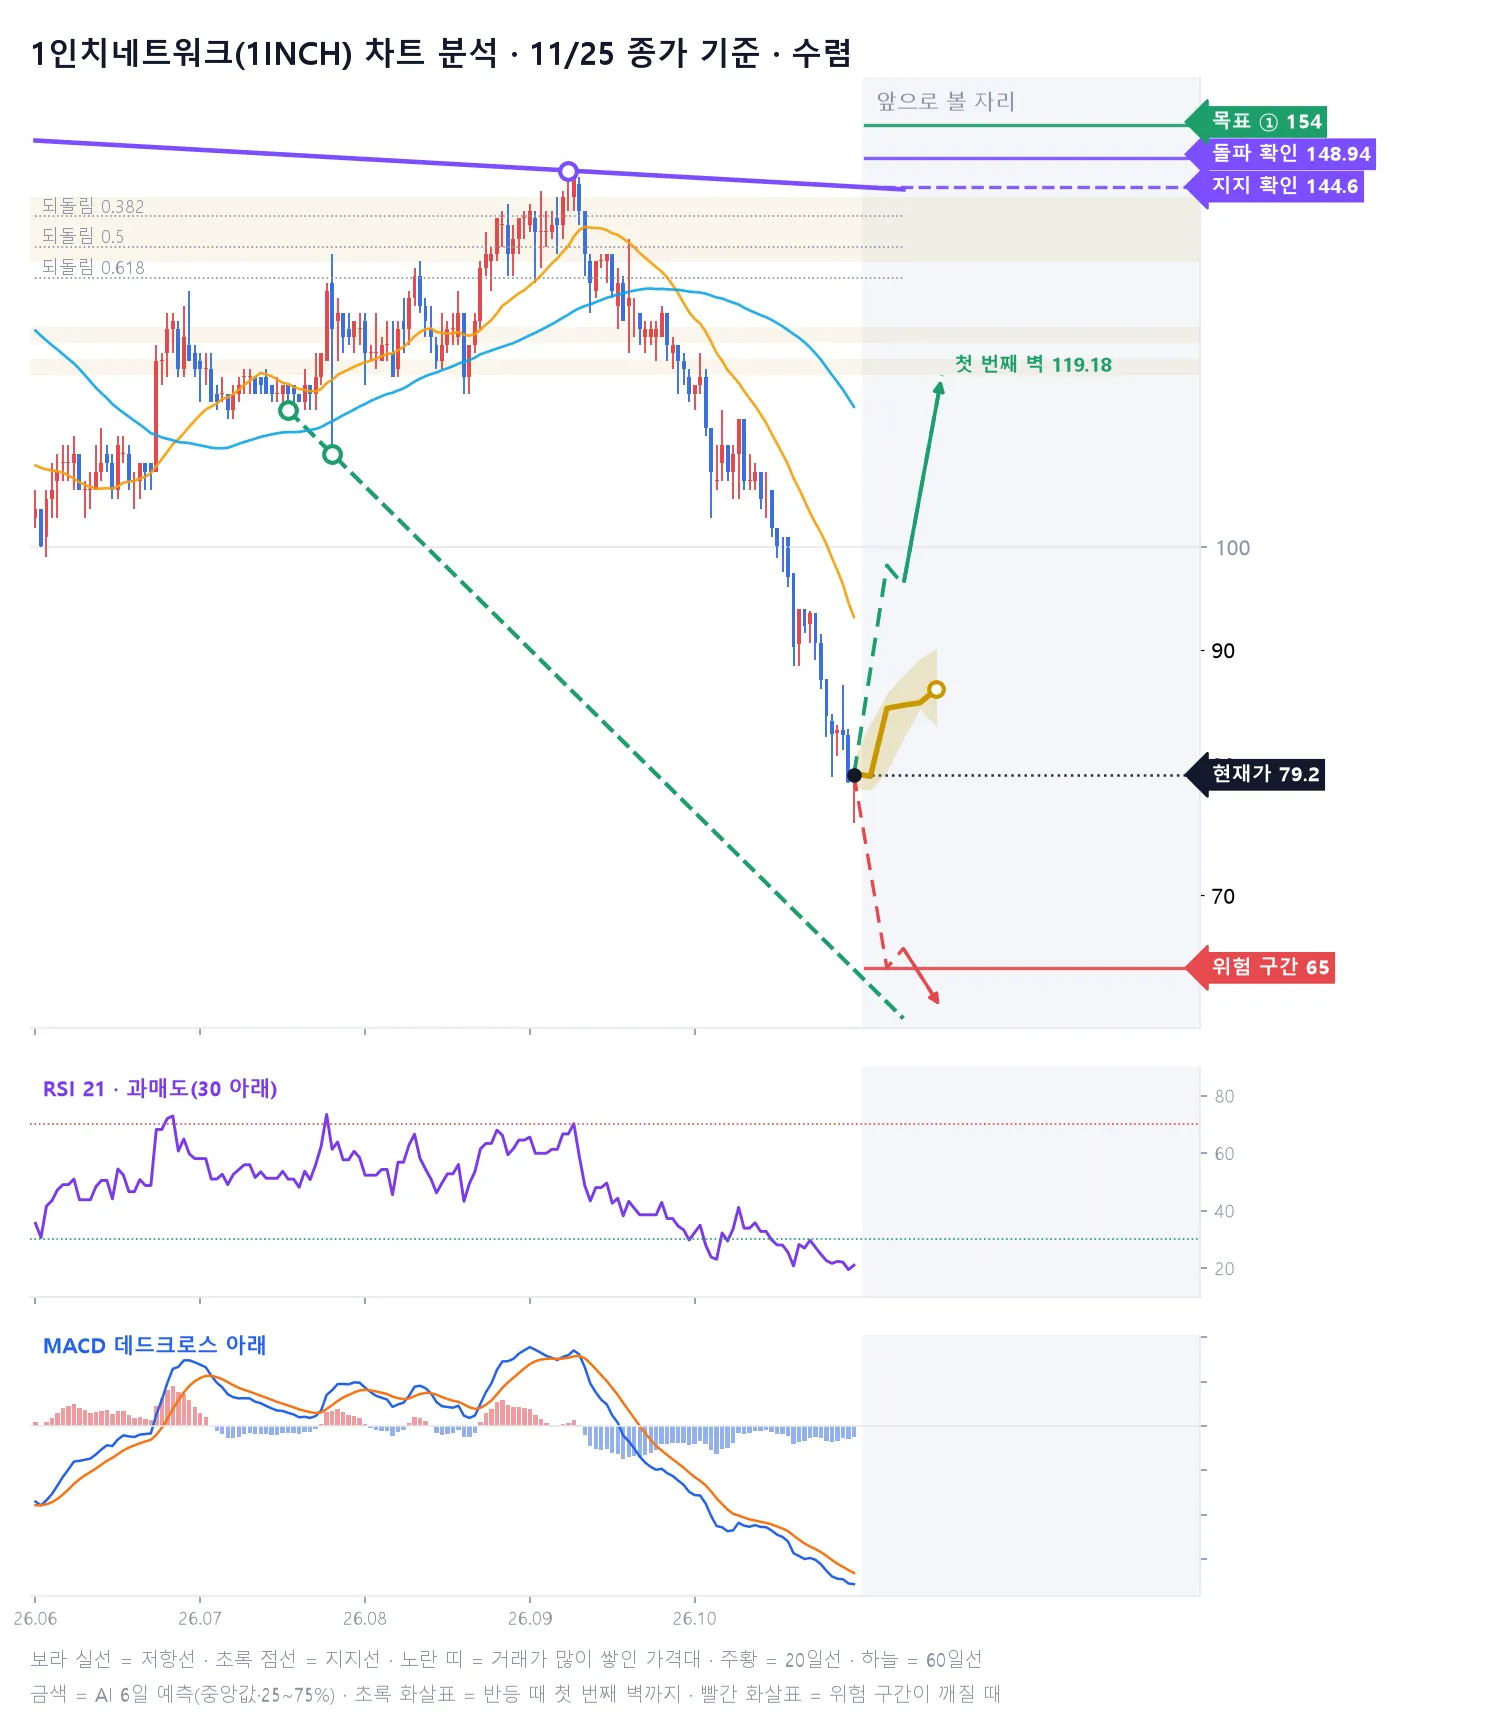 1인치네트워크(1INCH) 차트 분석 · 11/25 종가 기준 · 수렴
앞으로 볼 자리
목표 ① 154
돌파 확인 148.94
지지 확인 144.6
되돌림 0.382
되돌림 0.5
되돌림 0.618
첫 번째 벽 119.18
100
90
현재가 79.2
70
위험 구간 65
RSI 21 · 과매도(30 아래)
80
60
40
20
MACD 데드크로스 아래
26.06 26.07 26.08 26.09 26.10
보라 실선 = 저항선 · 초록 점선 = 지지선 · 노란 띠 = 거래가 많이 쌓인 가격대 · 주황 = 20일선 · 하늘 = 60일선
금색 = AI 6일 예측(중앙값·25~75%) · 초록 화살표 = 반등 때 첫 번째 벽까지 · 빨간 화살표 = 위험 구간이 깨질 때